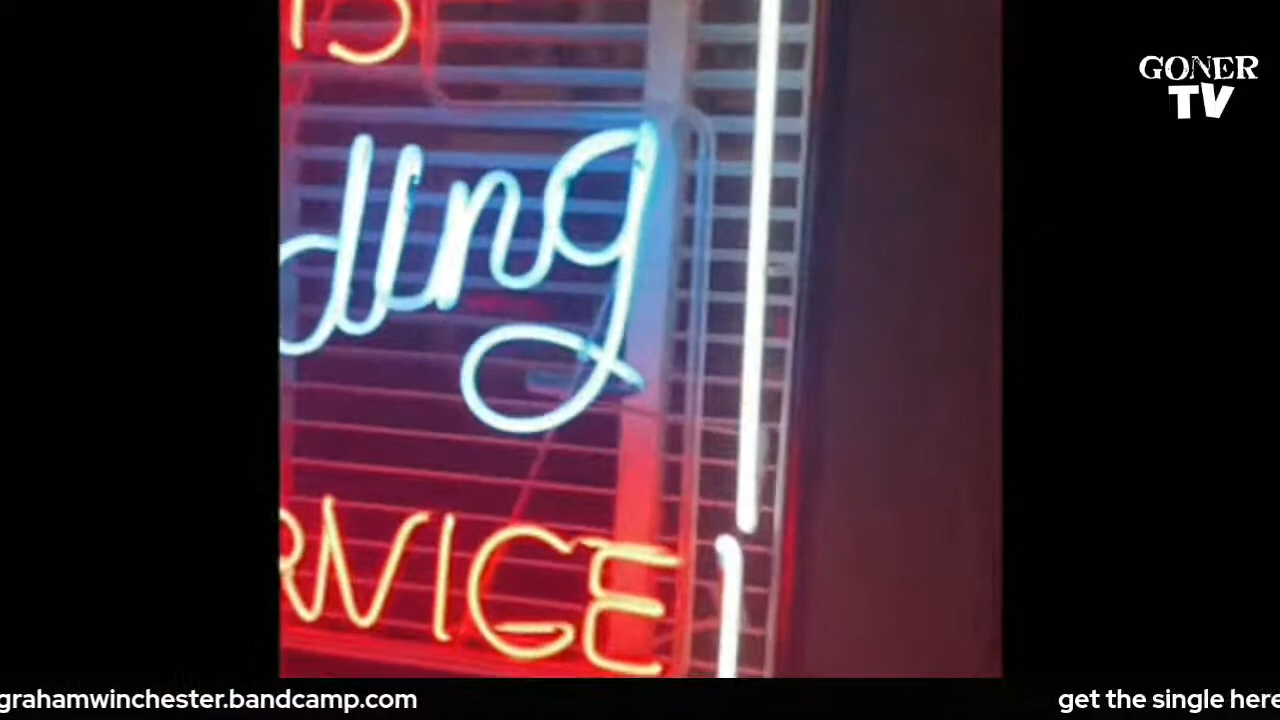 GONER
TV
ding
RVICE
grahamwinchester.bandcamp.com
get the single here